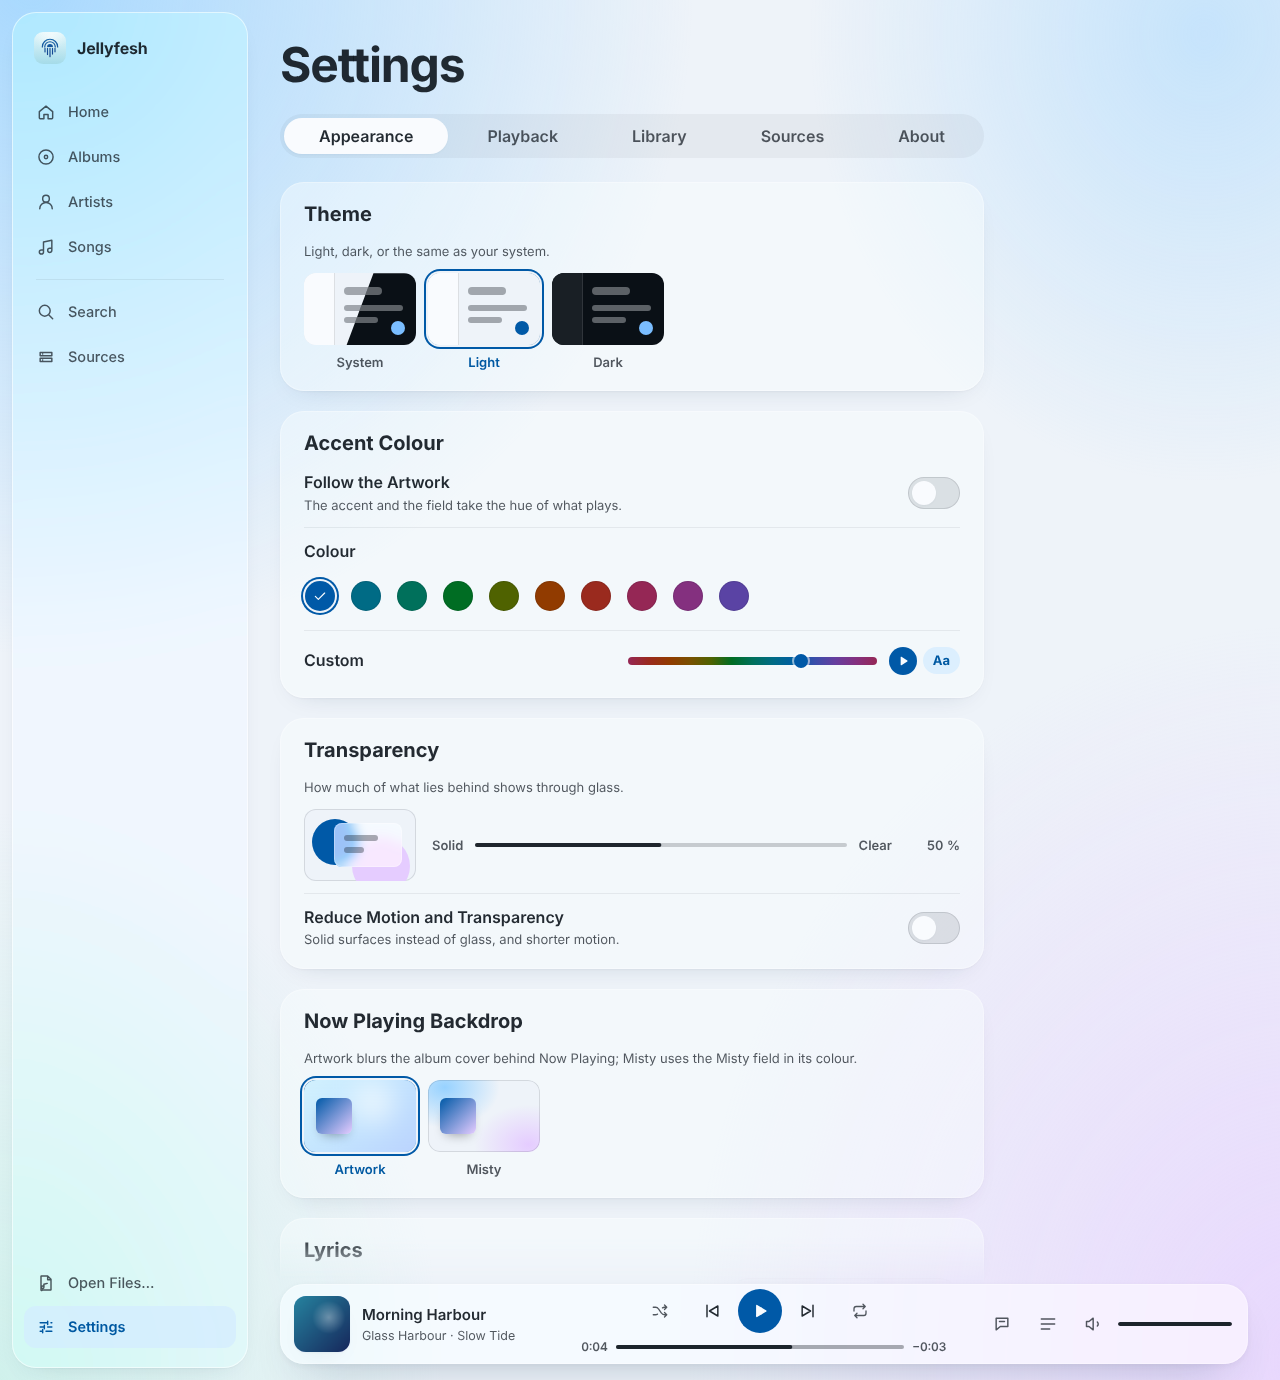 Jellyfesh
Home
Albums
Artists
Songs
Search
Sources
Open Files…
Settings
Settings
Appearance
Playback
Library
Sources
About
Theme
Light, dark, or the same as your system.
System
Light
Dark
Accent Colour
Follow the Artwork
The accent and the field take the hue of what plays.
Colour
Custom
Aa
Transparency
How much of what lies behind shows through glass.
Solid
Clear
50 %
Reduce Motion and Transparency
Solid surfaces instead of glass, and shorter motion.
Now Playing Backdrop
Artwork blurs the album cover behind Now Playing; Misty uses the Misty field in its colour.
Artwork
Misty
Lyrics
Morning Harbour
Glass Harbour · Slow Tide
0:04
−0:03